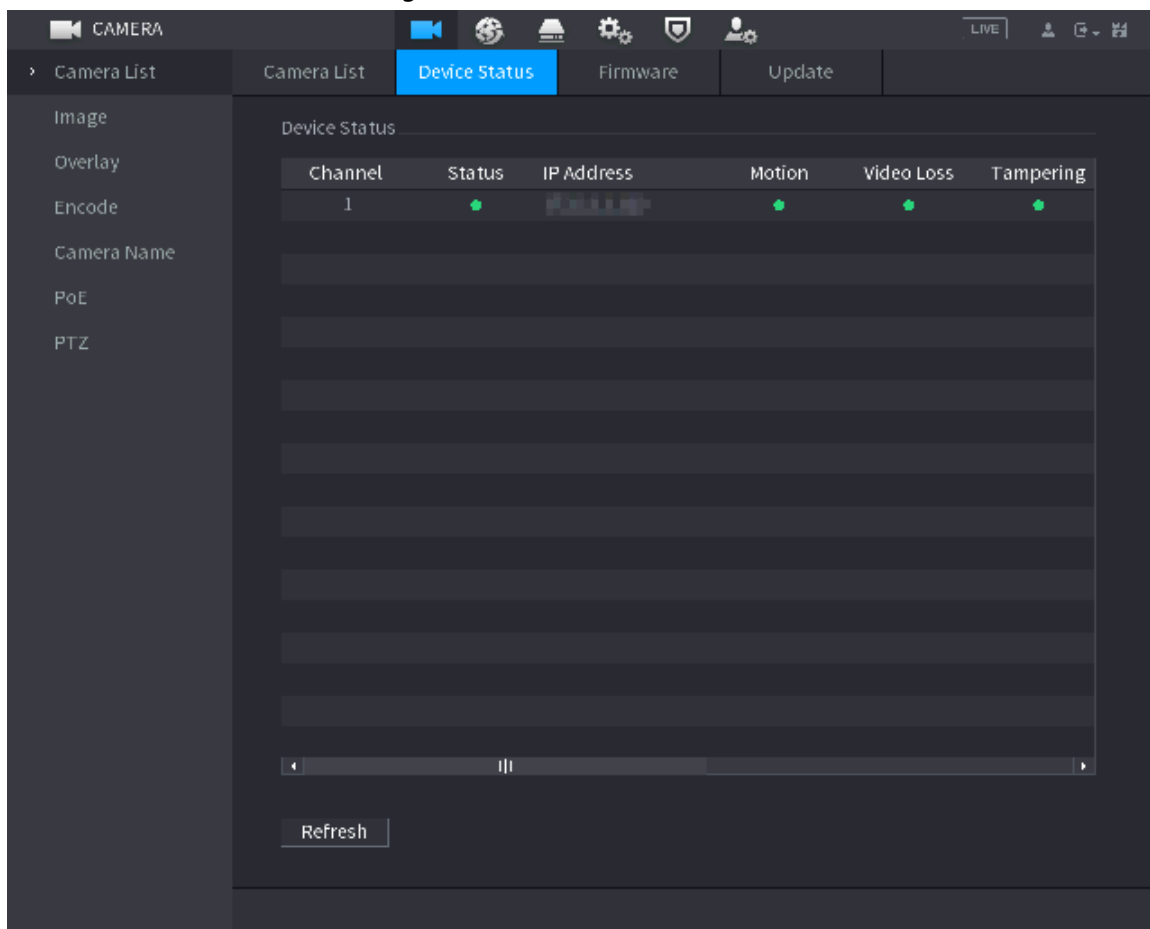 CAMERA
LIVE
Camera List
Camera List Device Status Firmware Update
Image
Device Status
Overlay
Channel Status IP Address Motion Video Loss Tampering
Encode
1
Camera Name
PoE
PTZ
Refresh